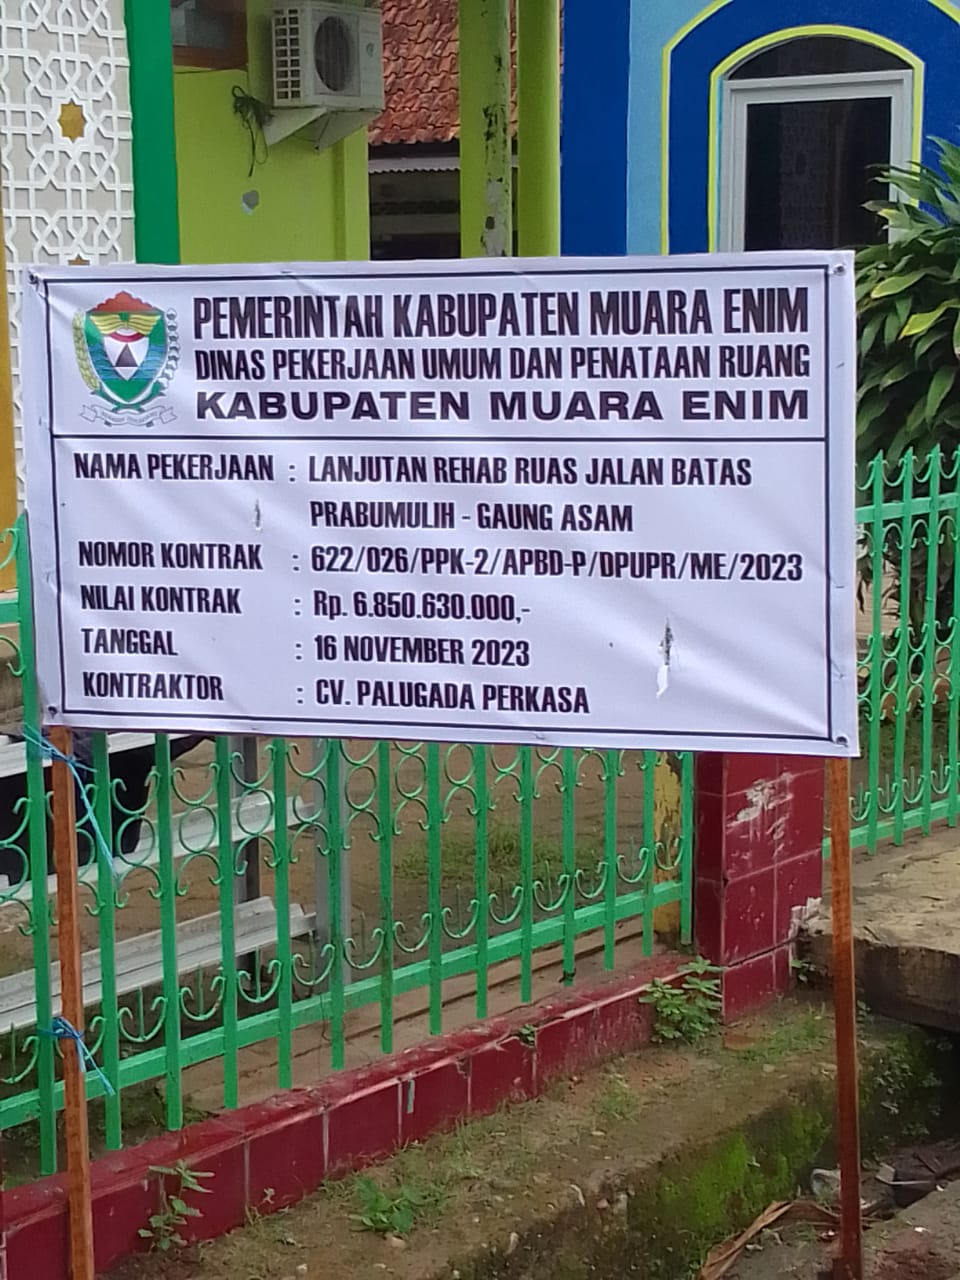 PEMERINTAH KABUPATEN MUARA ENIM
DINAS PEKERJAAN UMUM DAN PENATAAN RUANG
KABUPATEN MUARA ENIM
NAMA PEKERJAAN : LANJUTAN REHAB RUAS JALAN BATAS
PRABUMULIH - GAUNG ASAM
NOMOR KONTRAK : 622/026/PPK-2/APBD-P/DPUPR/ME/2023
NILAI KONTRAK : Rp. 6.850.630.000,-
TANGGAL : 16 NOVEMBER 2023
KONTRAKTOR : CV. PALUGADA PERKASA